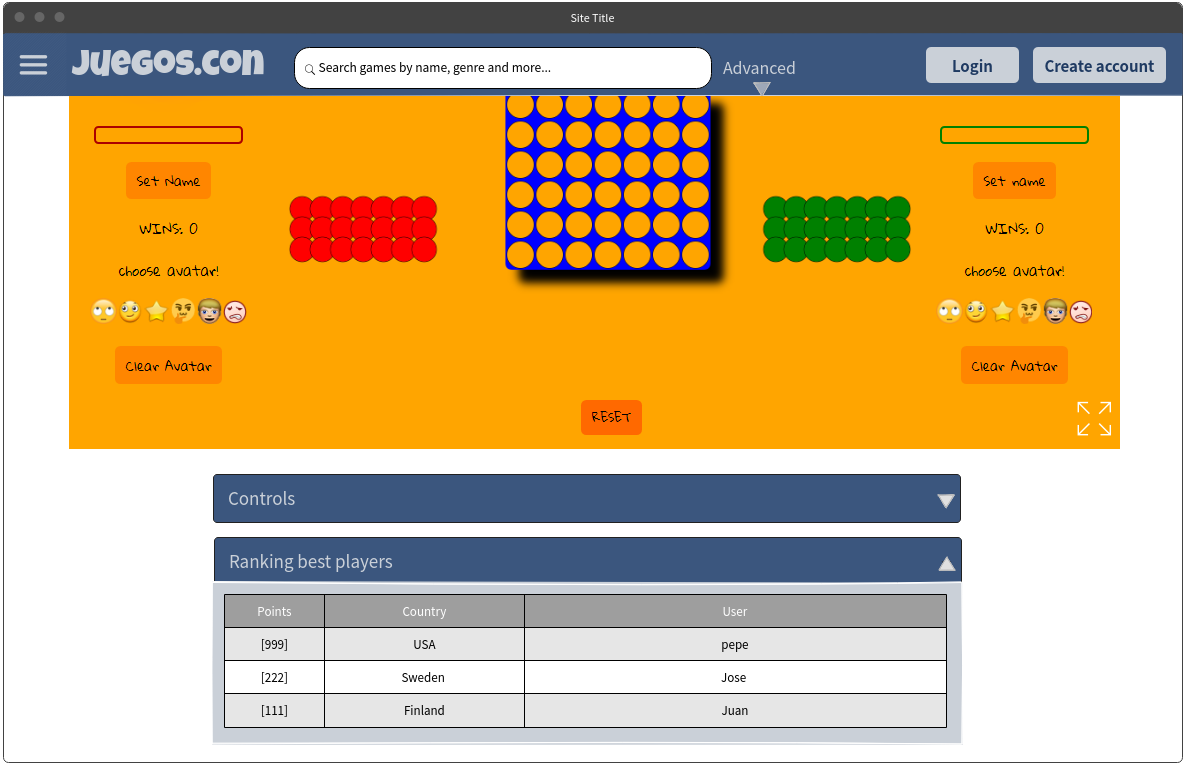 Site Title
Juegos.con
Search games by name, genre and more...
Advanced
Login
Create account
Set Name
WINS: 0
choose avatar!
Clear Avatar
Set name
WINS: 0
choose avatar!
Clear Avatar
RESET
Controls
Ranking best players
Points Country User
[999] USA pepe
[222] Sweden Jose
[111] Finland Juan